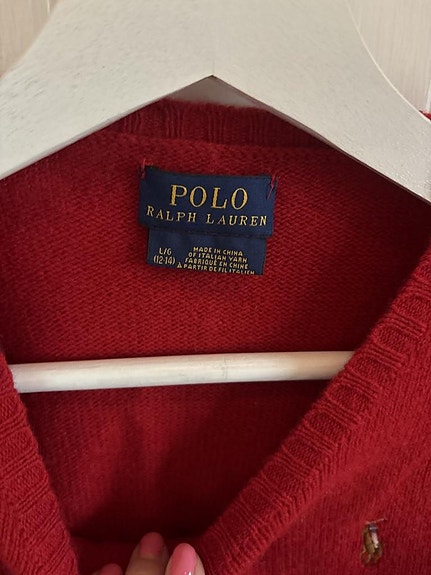 POLO
RALPH LAUREN
L/G
(12-14)
MADE IN CHINA
OF ITALIAN YARN
FABRIQUÉ EN CHINE
À PARTIR DE FIL ITALIEN